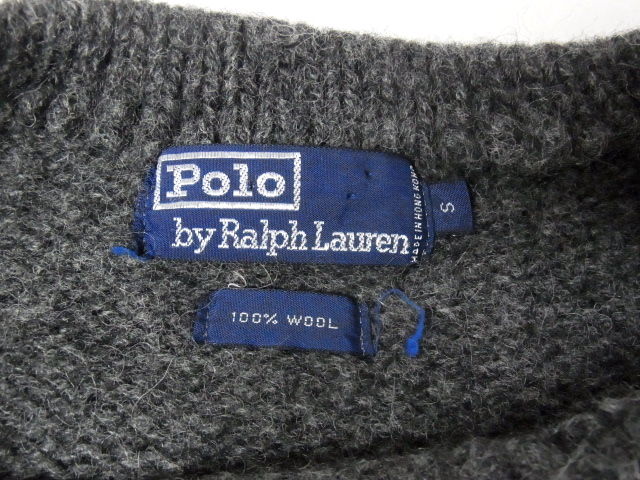 Polo
by Ralph Lauren
MADE IN HONG KONG
S
100% WOOL